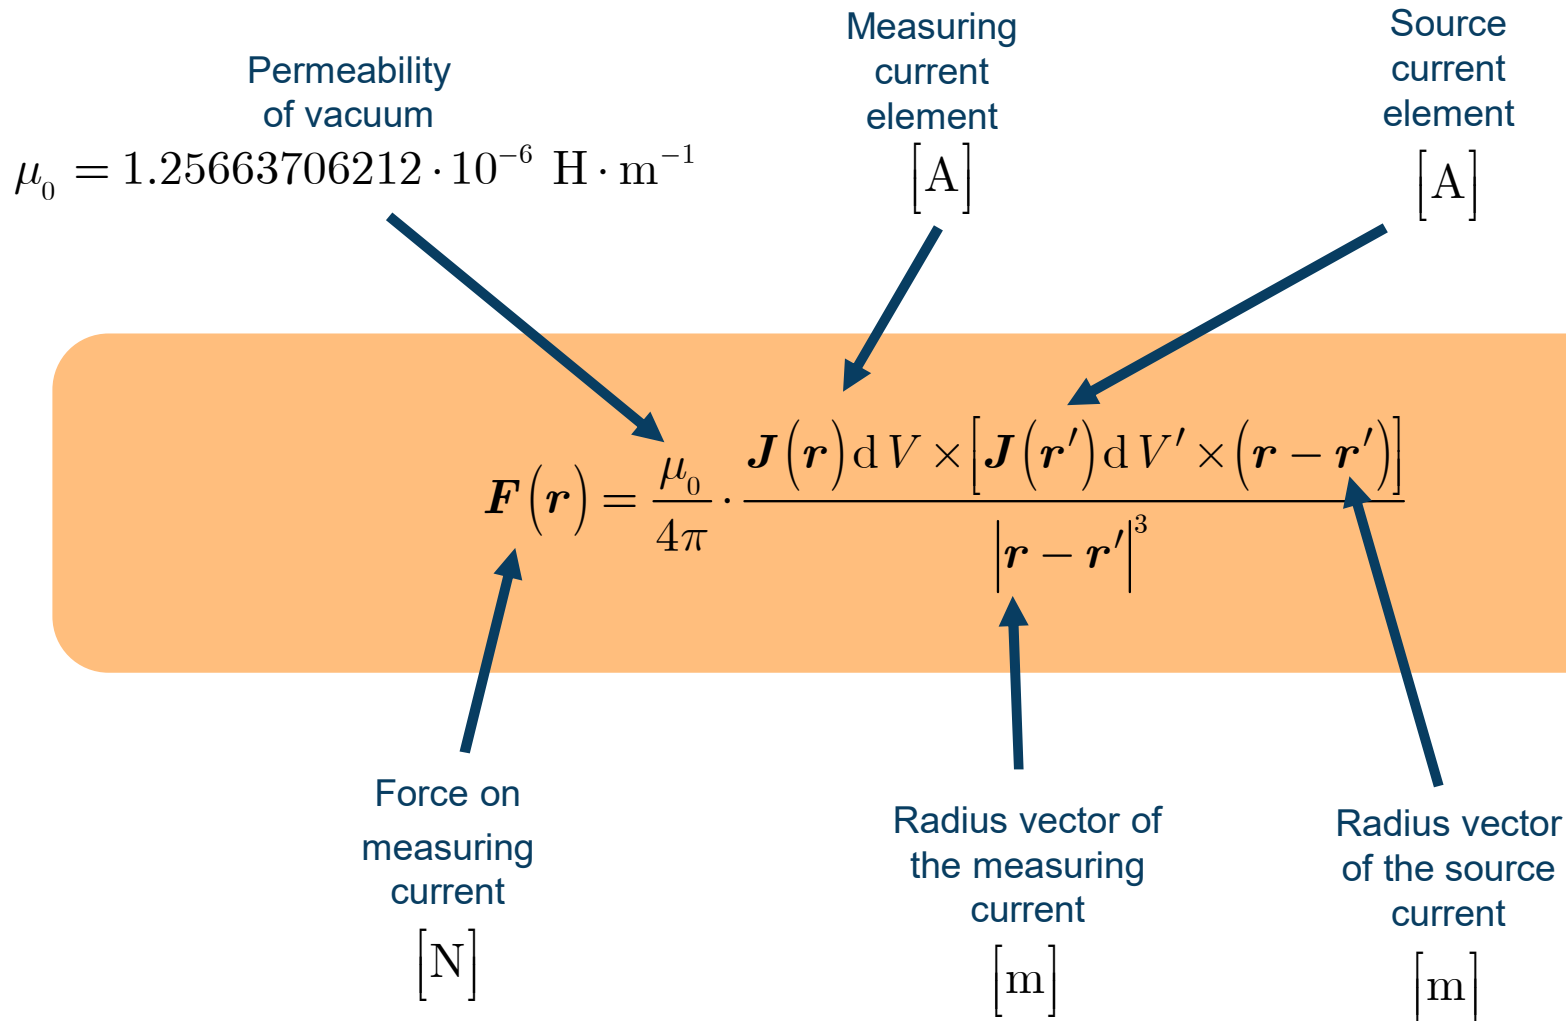 Permeability
of vacuum
μ₀ = 1.25663706212 · 10⁻⁶ H · m⁻¹
Measuring
current
element
[A]
Source
current
element
[A]
F(r) = μ₀/4π · J(r)dV × [J(r′)dV′ × (r − r′)] / |r − r′|³
Force on
measuring
current
[N]
Radius vector of
the measuring
current
[m]
Radius vector
of the source
current
[m]